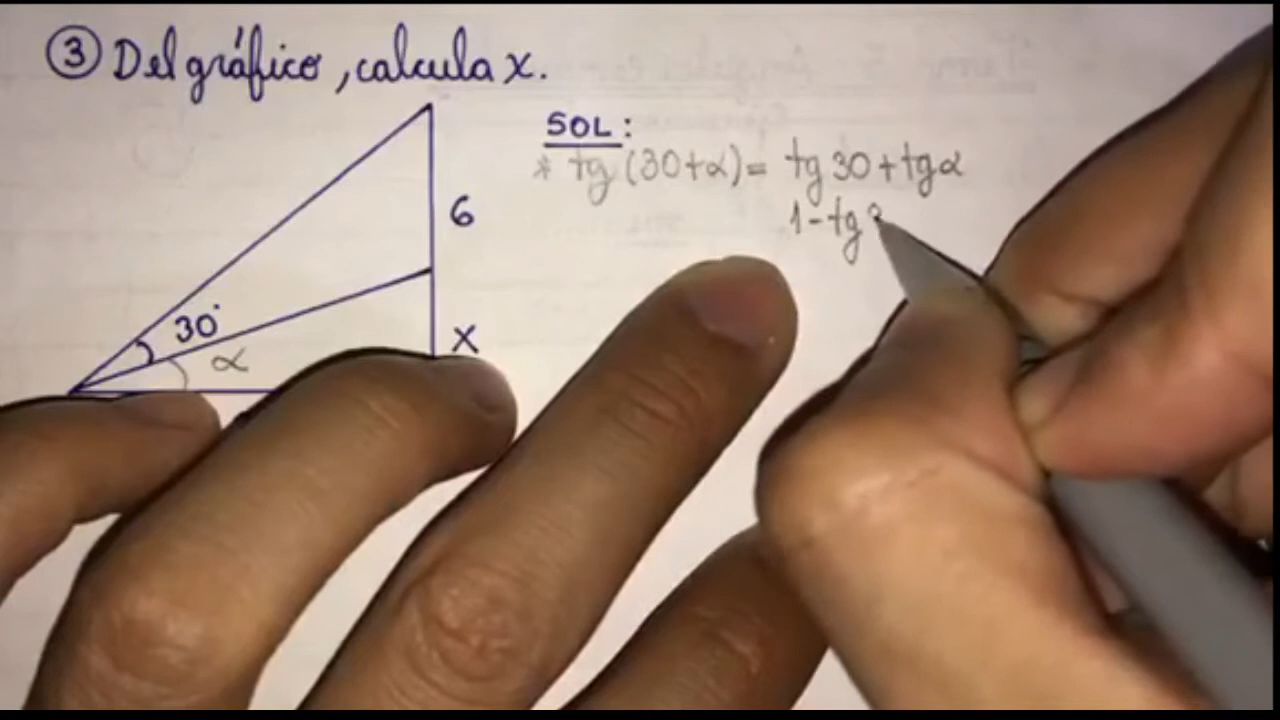 ③ Del gráfico, calcula x.
SOL:
* tg (30+α) = tg 30 + tg α
1 - tg
6
30°
α
x